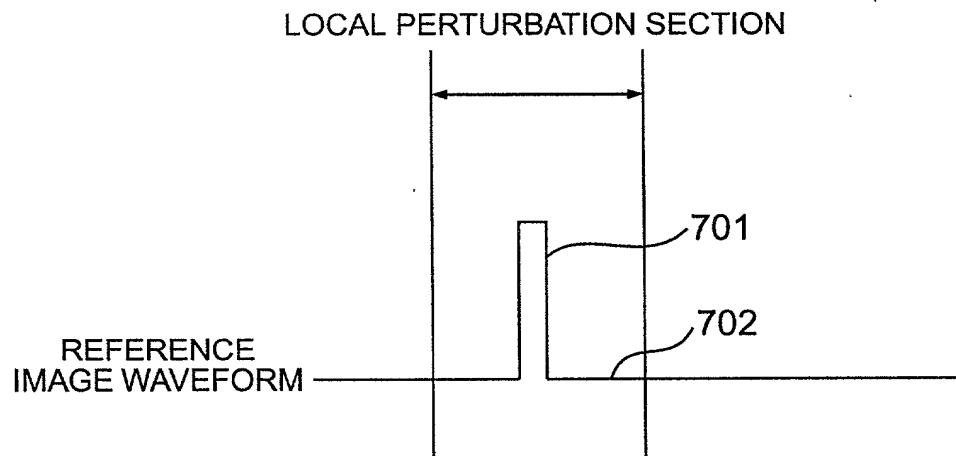 LOCAL PERTURBATION SECTION
701
702
REFERENCE
IMAGE WAVEFORM